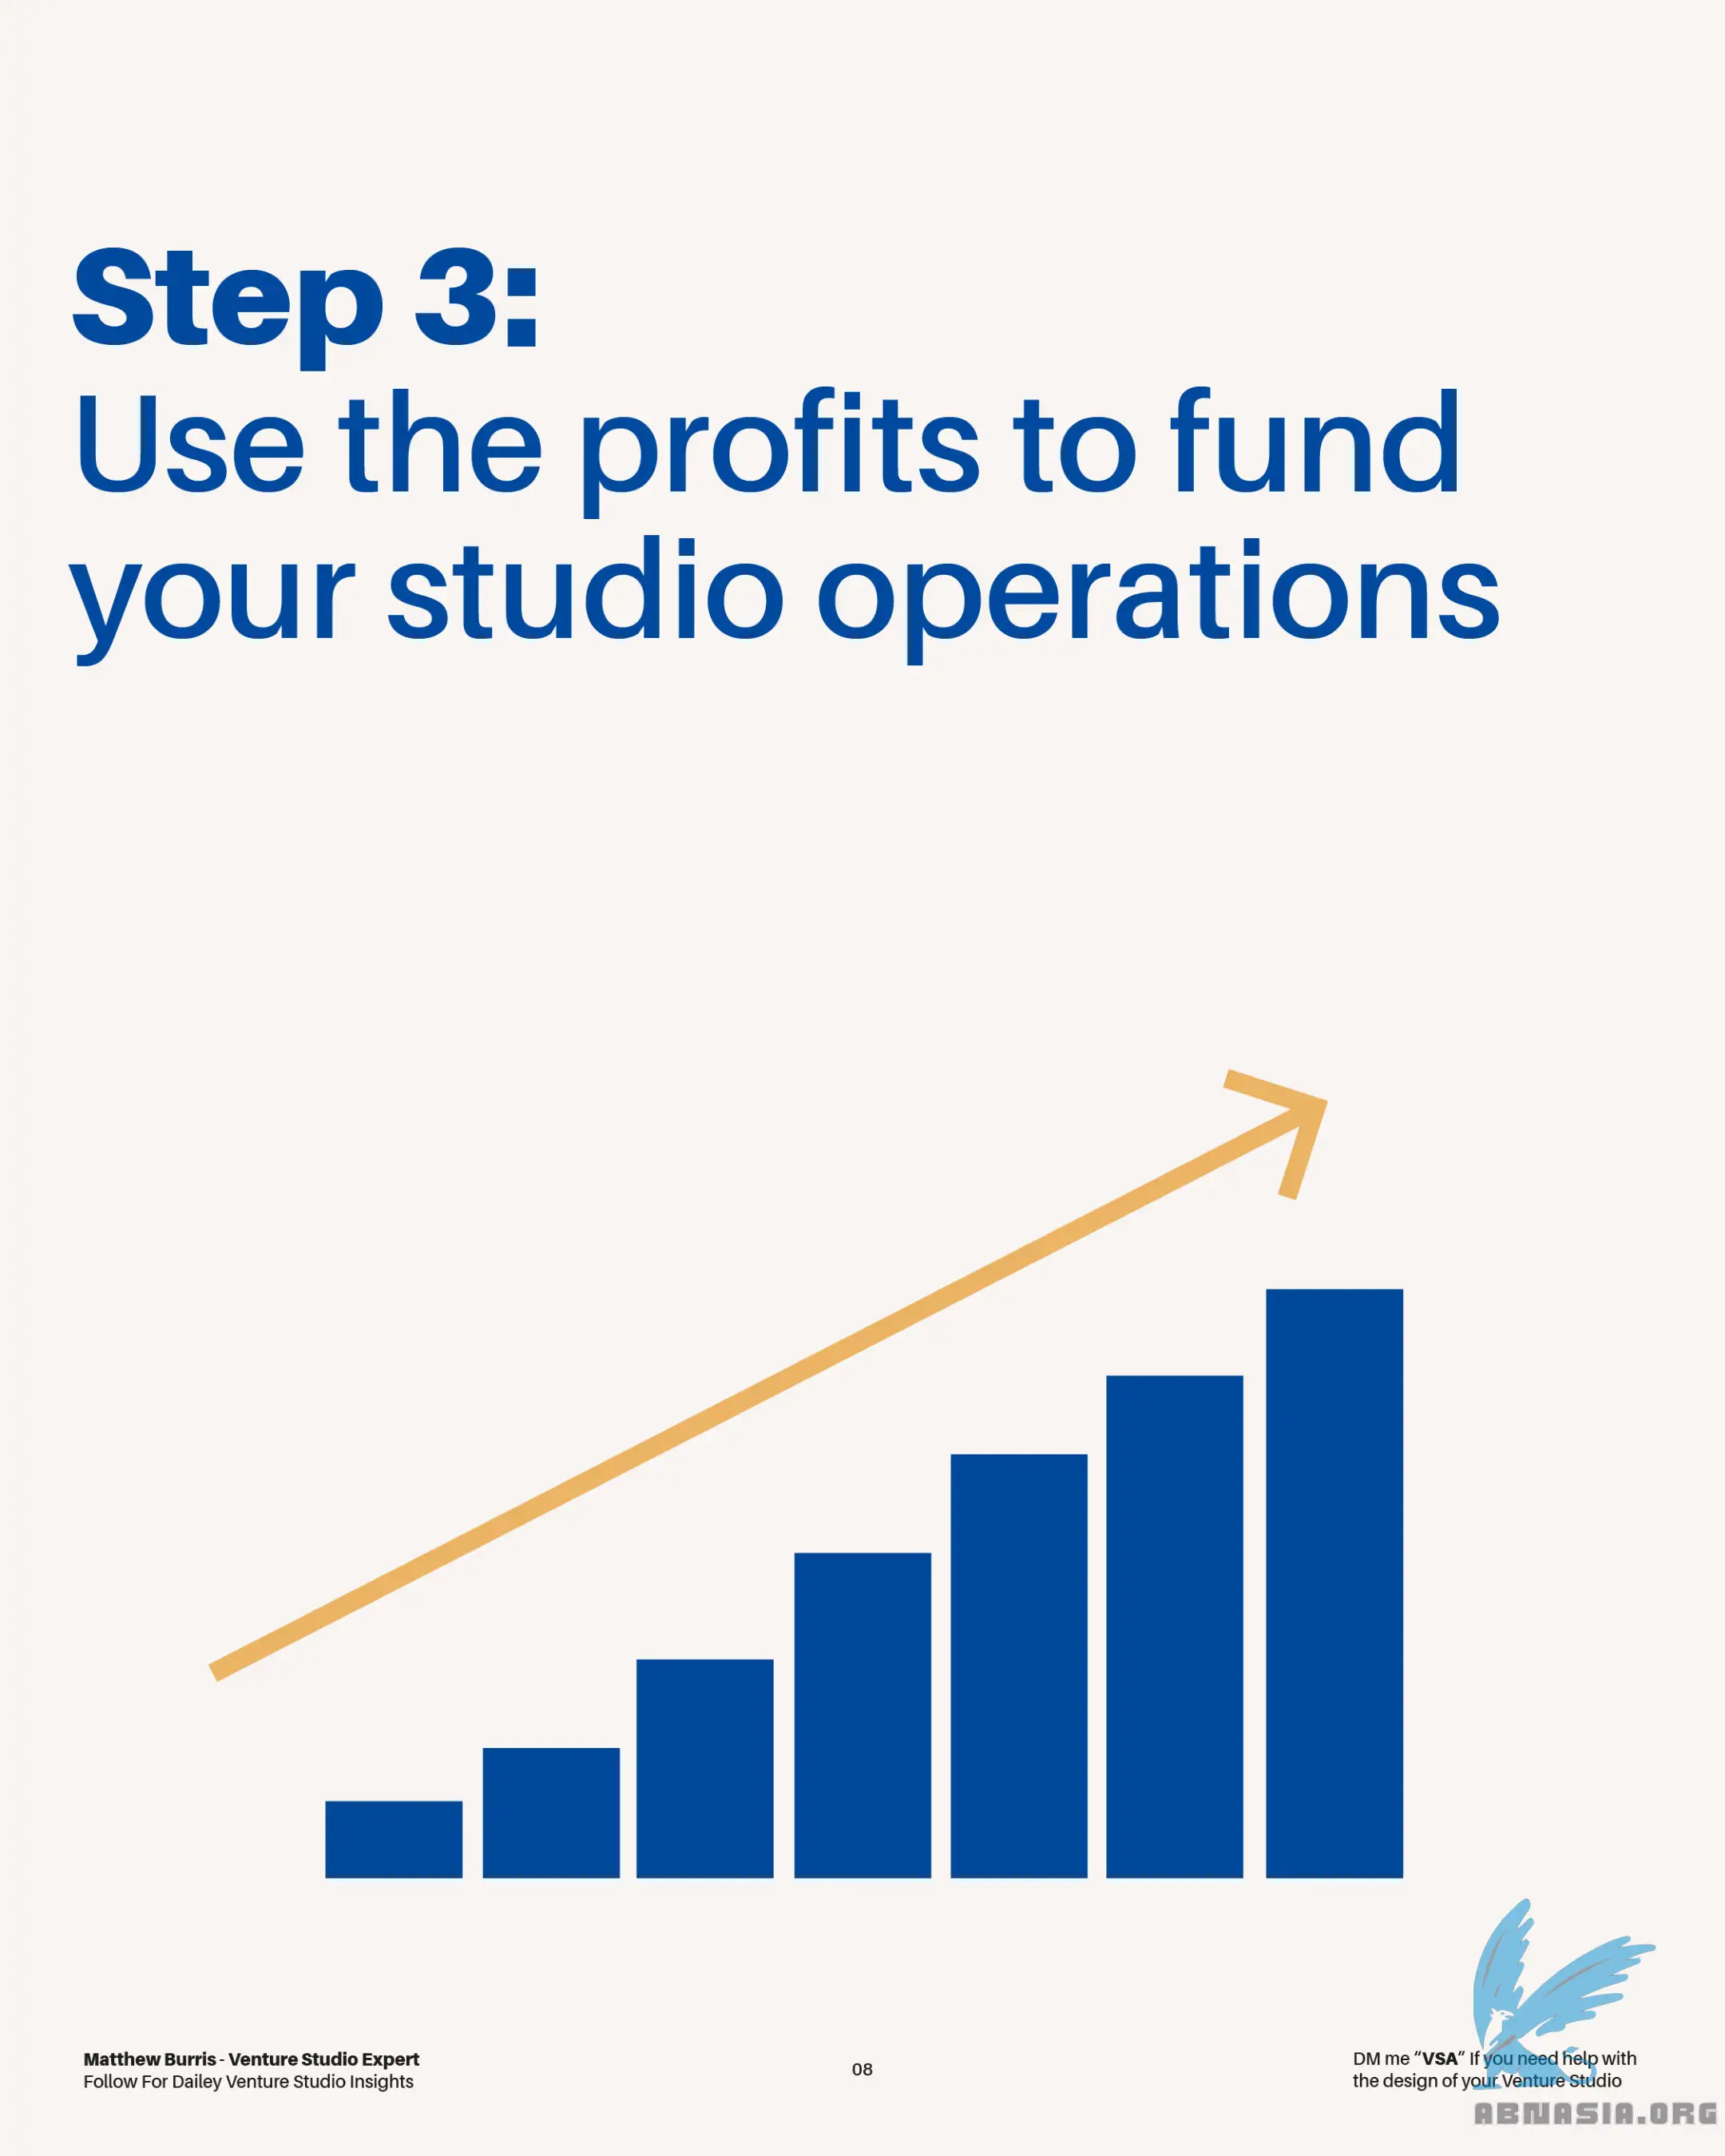 Step 3:
Use the profits to fund
your studio operations
Matthew Burris - Venture Studio Expert
Follow For Dailey Venture Studio Insights
08
DM me “VSA” If you need help with
the design of your Venture Studio
ABNASIA.ORG